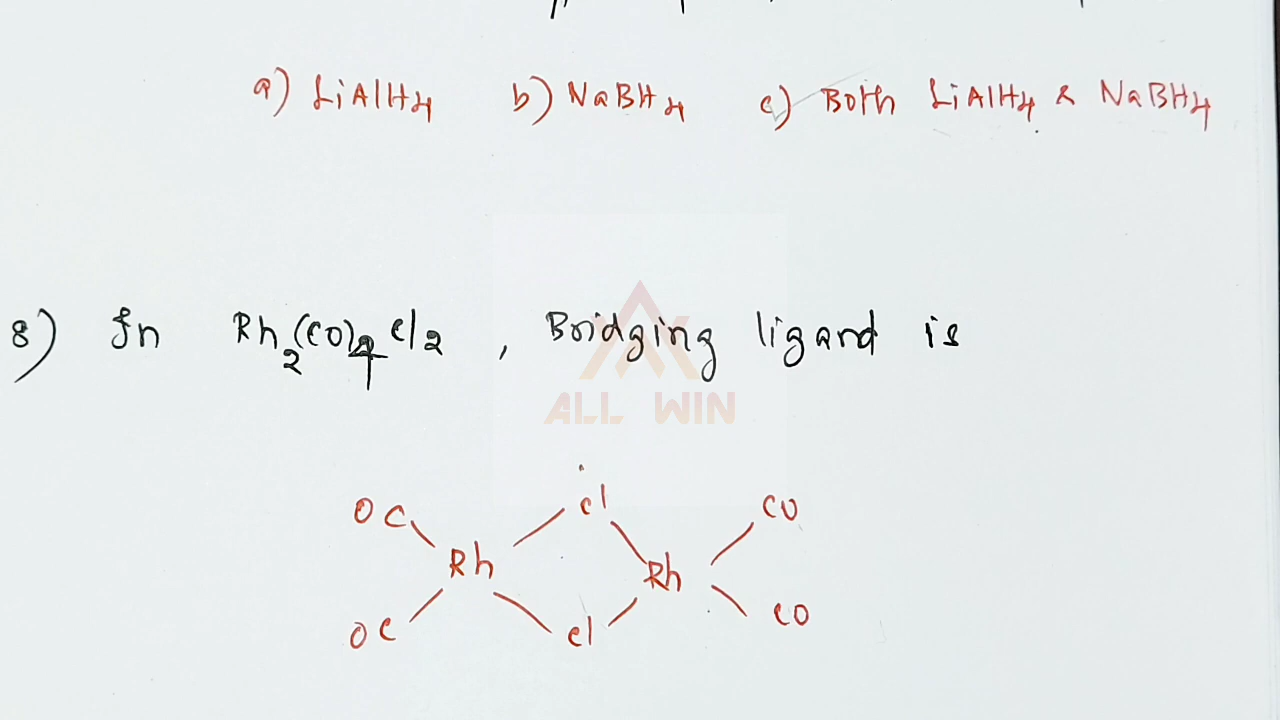 a) LiAlH4 b) NaBH4 c) Both LiAlH4 & NaBH4
8) In Rh2(CO)4Cl2, Bridging ligand is
ALL WIN
OC Cl CO
Rh Rh
OC Cl CO